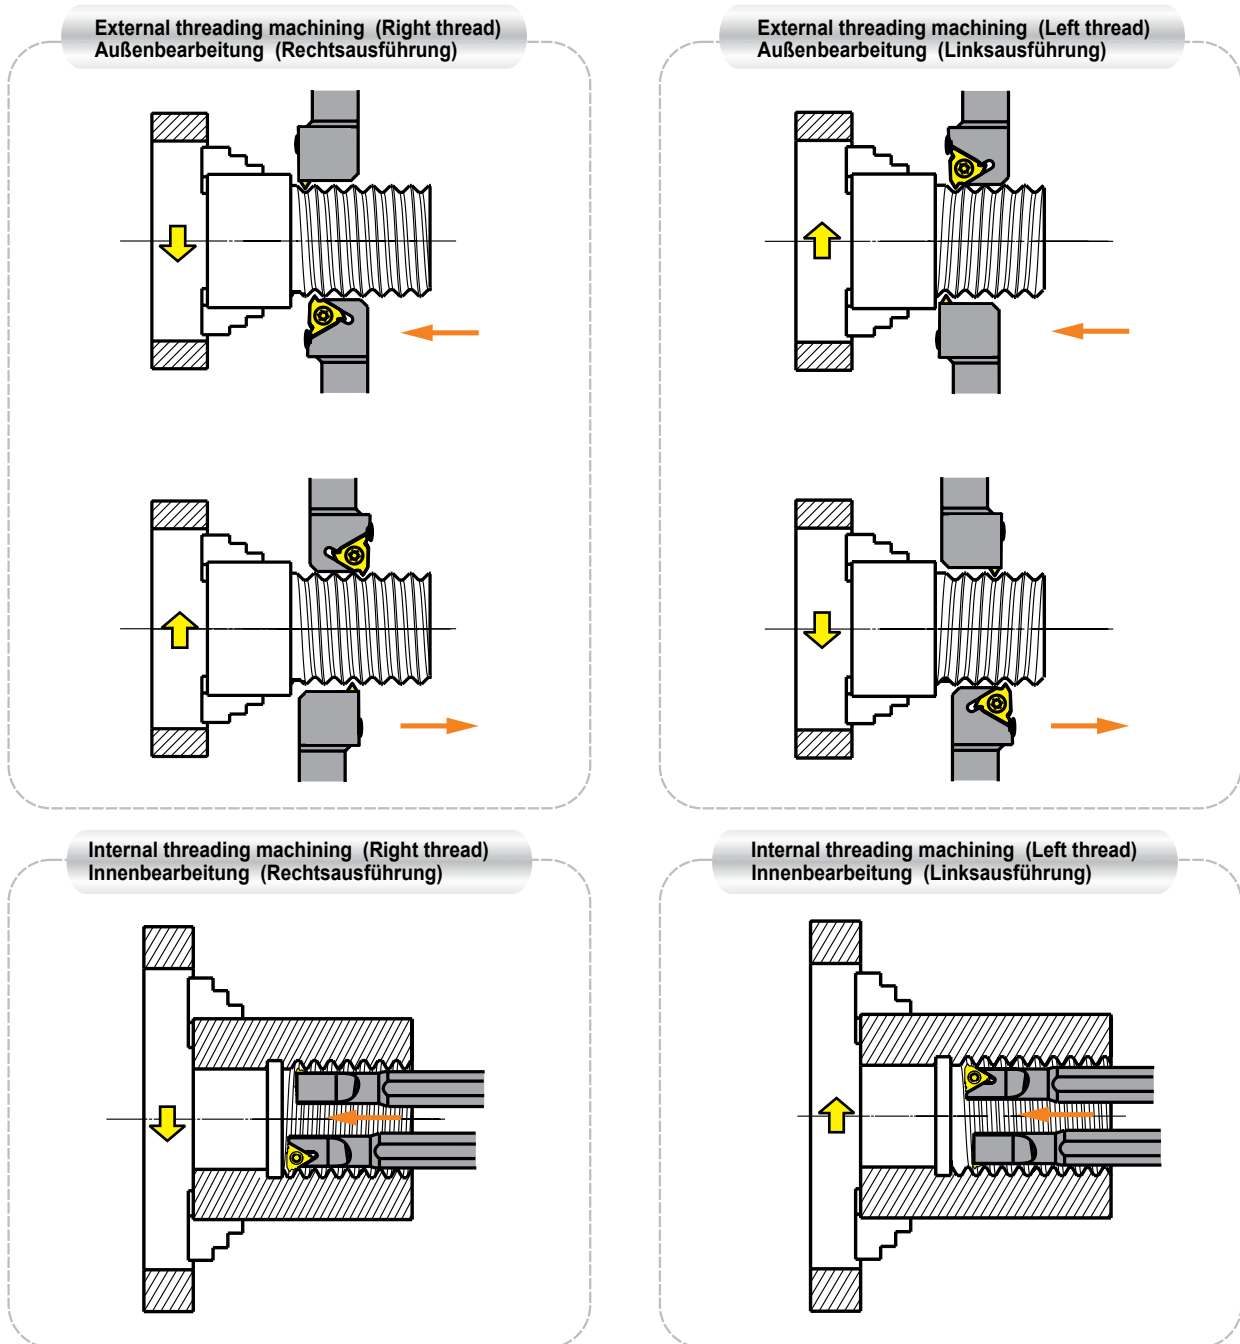 External threading machining (Right thread)
Außenbearbeitung (Rechtsausführung)
External threading machining (Left thread)
Außenbearbeitung (Linksausführung)
Internal threading machining (Right thread)
Innenbearbeitung (Rechtsausführung)
Internal threading machining (Left thread)
Innenbearbeitung (Linksausführung)